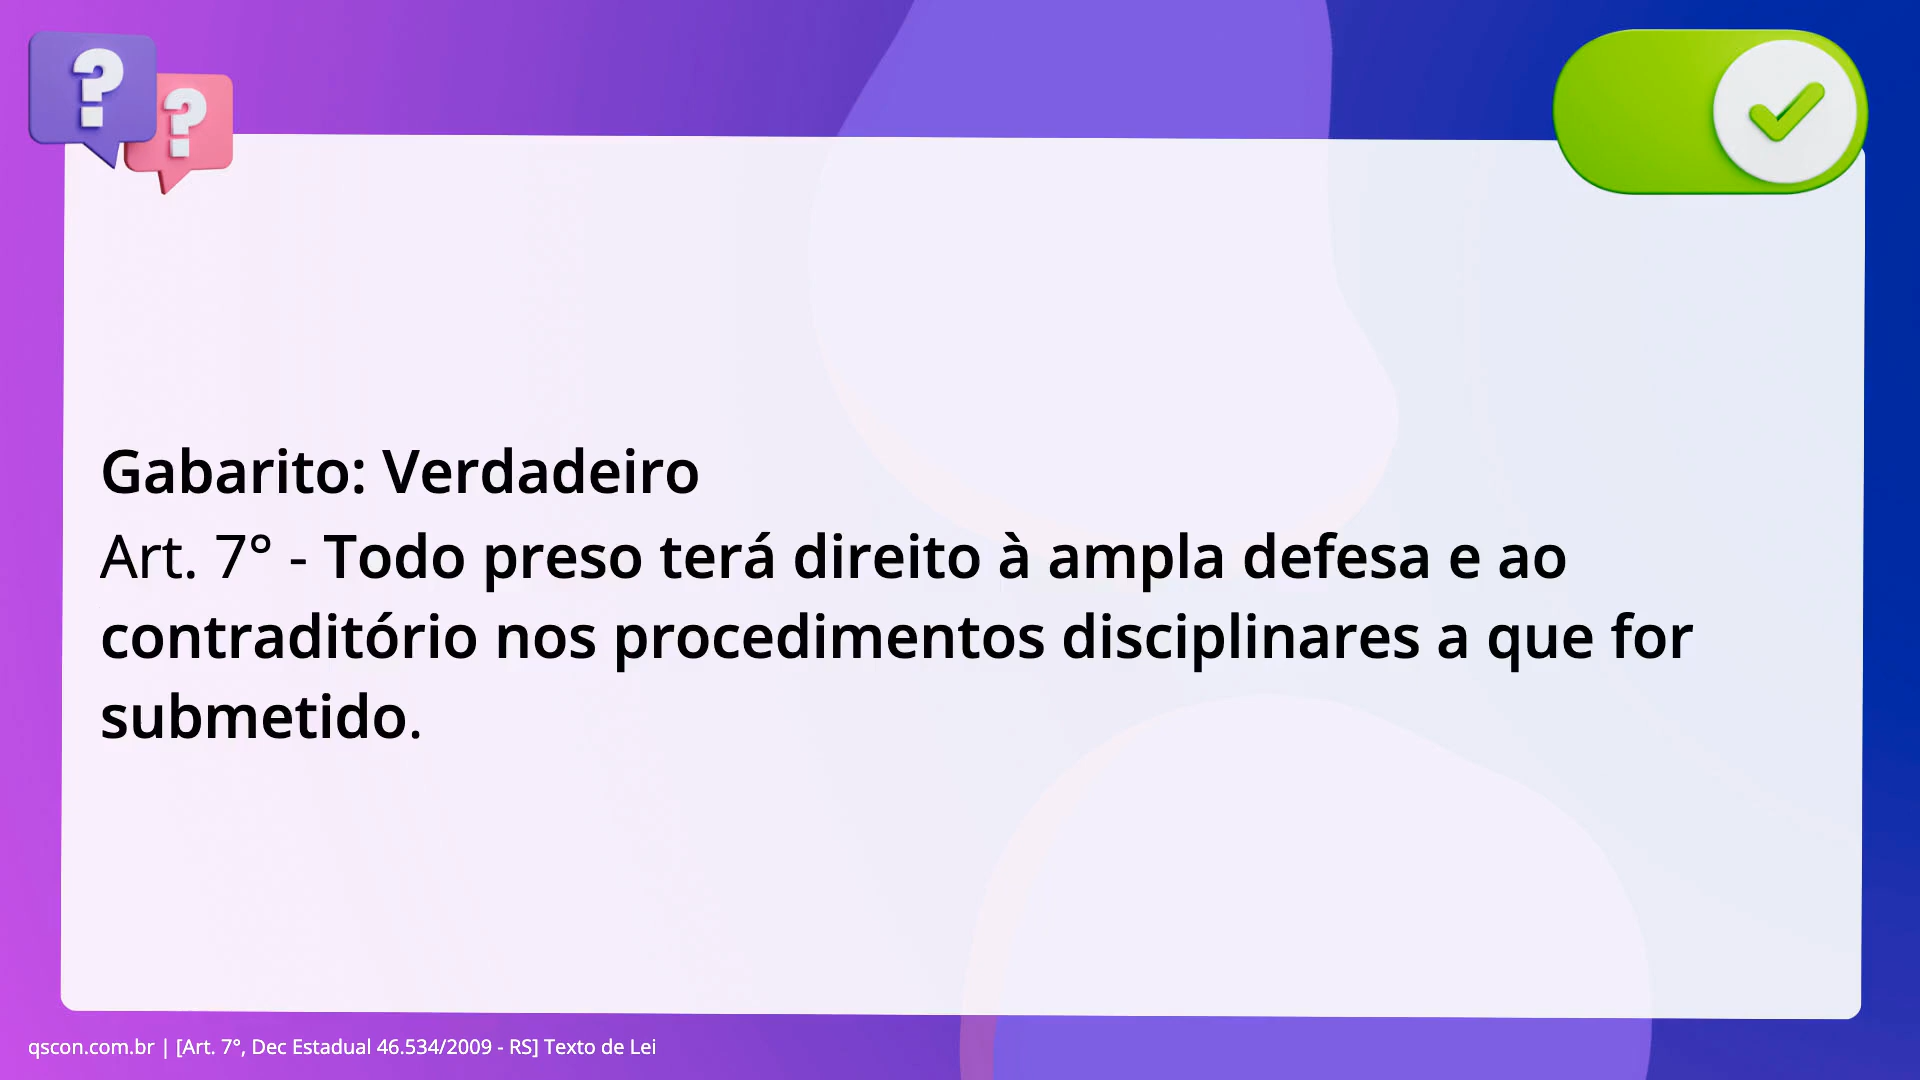 Gabarito: Verdadeiro
Art. 7° - Todo preso terá direito à ampla defesa e ao
contraditório nos procedimentos disciplinares a que for
submetido.
qscon.com.br | [Art. 7°, Dec Estadual 46.534/2009 - RS] Texto de Lei